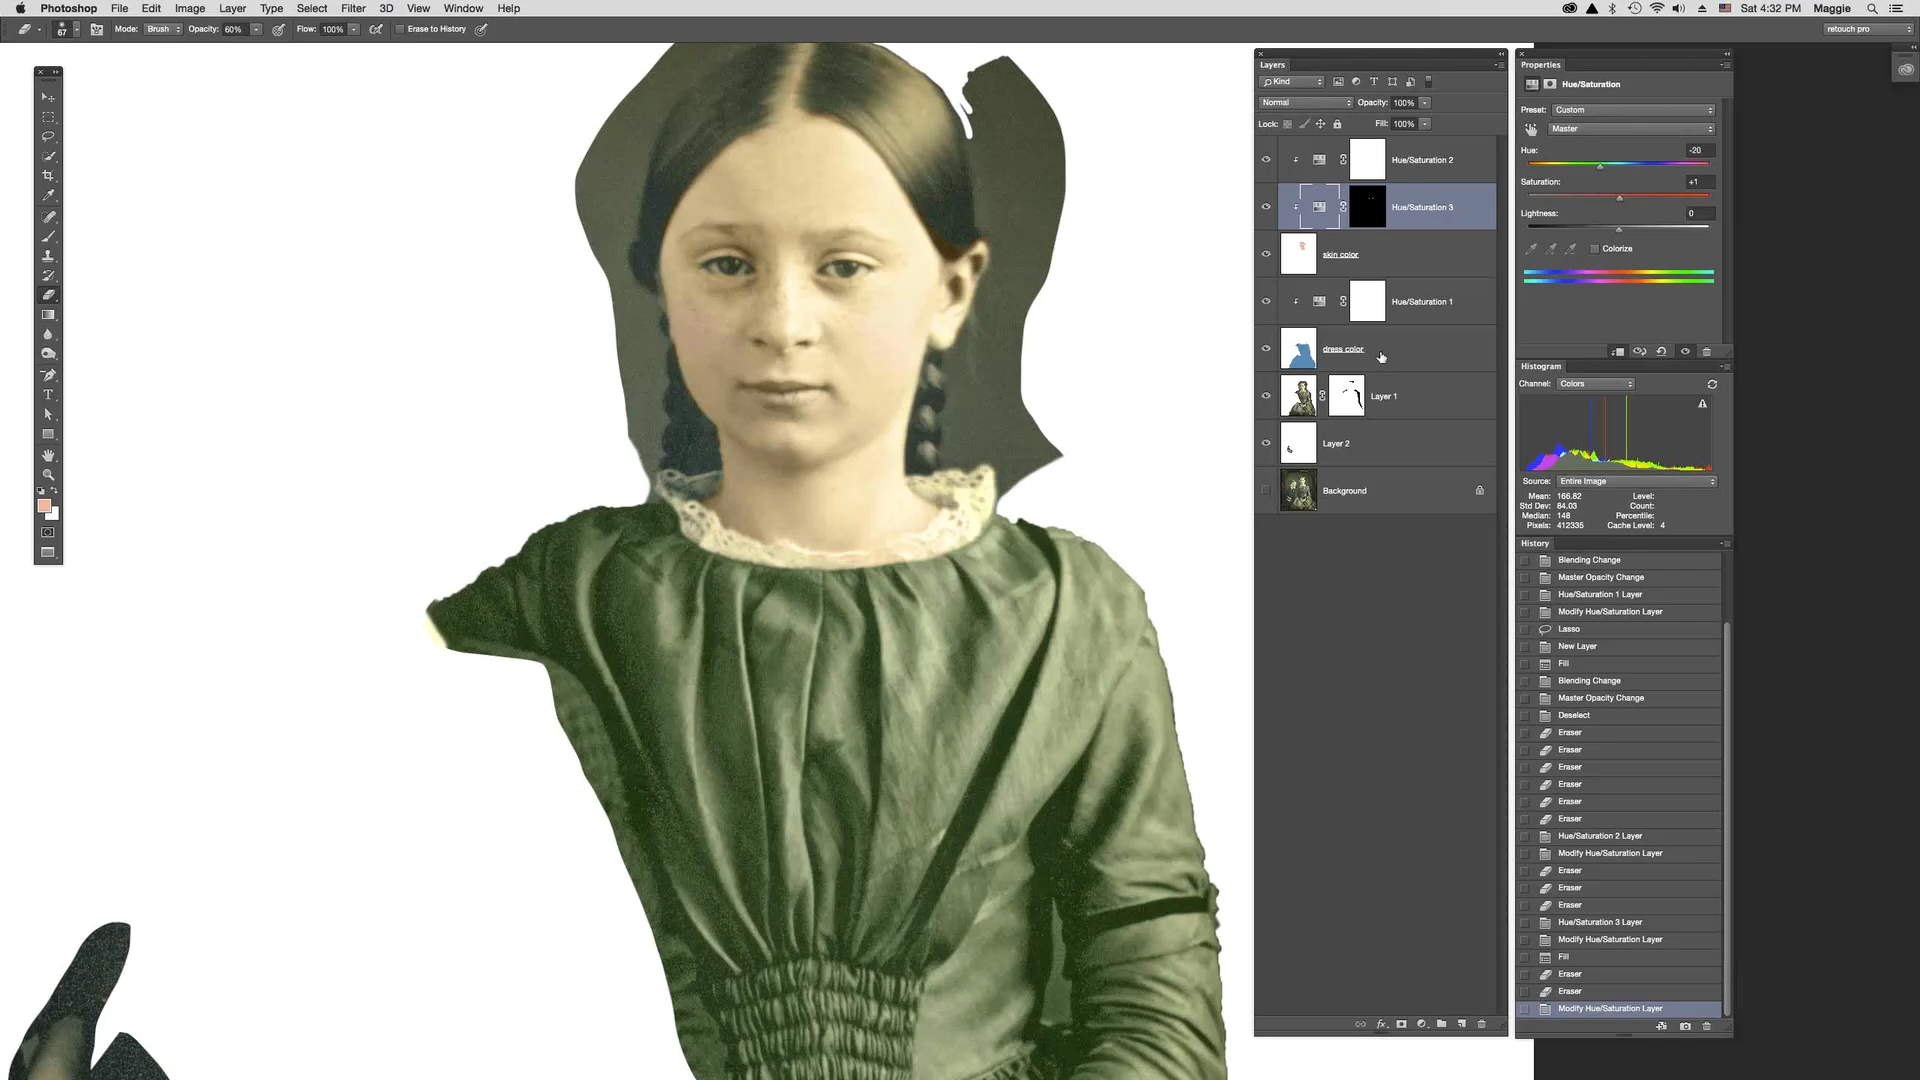 Photoshop File Edit Image Layer Type Select Filter 3D View Window Help Sat 4:32 PM Maggie
67 Mode: Brush Opacity: 60% Flow: 100% Erase to History retouch pro
Layers
Kind
Normal Opacity: 100%
Lock: Fill: 100%
Hue/Saturation 2
Hue/Saturation 3
skin color
Hue/Saturation 1
dress color
Layer 1
Layer 2
Background
fx
Properties
Hue/Saturation
Preset: Custom
Master
Hue: -20
Saturation: +1
Lightness: 0
Colorize
Histogram
Channel: Colors
Source: Entire Image
Mean: 166.82 Level:
Std Dev: 84.03 Count:
Median: 148 Percentile:
Pixels: 412335 Cache Level: 4
History
Blending Change
Master Opacity Change
Hue/Saturation 1 Layer
Modify Hue/Saturation Layer
Lasso
New Layer
Fill
Blending Change
Master Opacity Change
Deselect
Eraser
Eraser
Eraser
Eraser
Eraser
Eraser
Hue/Saturation 2 Layer
Modify Hue/Saturation Layer
Eraser
Eraser
Eraser
Hue/Saturation 3 Layer
Modify Hue/Saturation Layer
Fill
Eraser
Eraser
Modify Hue/Saturation Layer